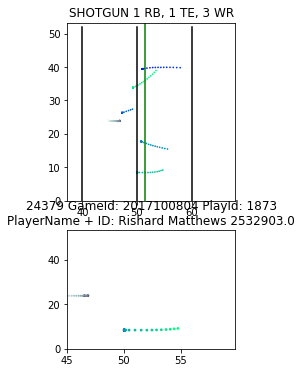 SHOTGUN 1 RB, 1 TE, 3 WR
50
40
30
20
10
0
40 50 60
24379 GameId: 2017100804 PlayId: 1873
PlayerName + ID: Rishard Matthews 2532903.0
40
20
0
45 50 55